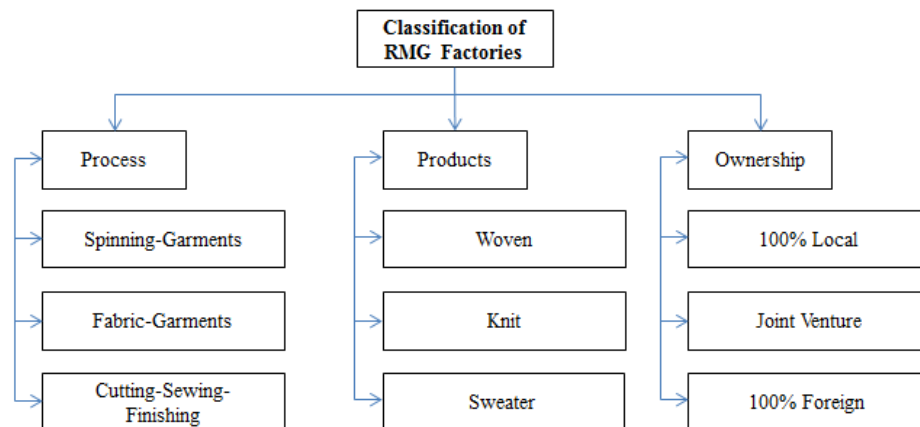 Classification of
RMG Factories
Process
Products
Ownership
Spinning-Garments
Woven
100% Local
Fabric-Garments
Knit
Joint Venture
Cutting-Sewing-
Finishing
Sweater
100% Foreign